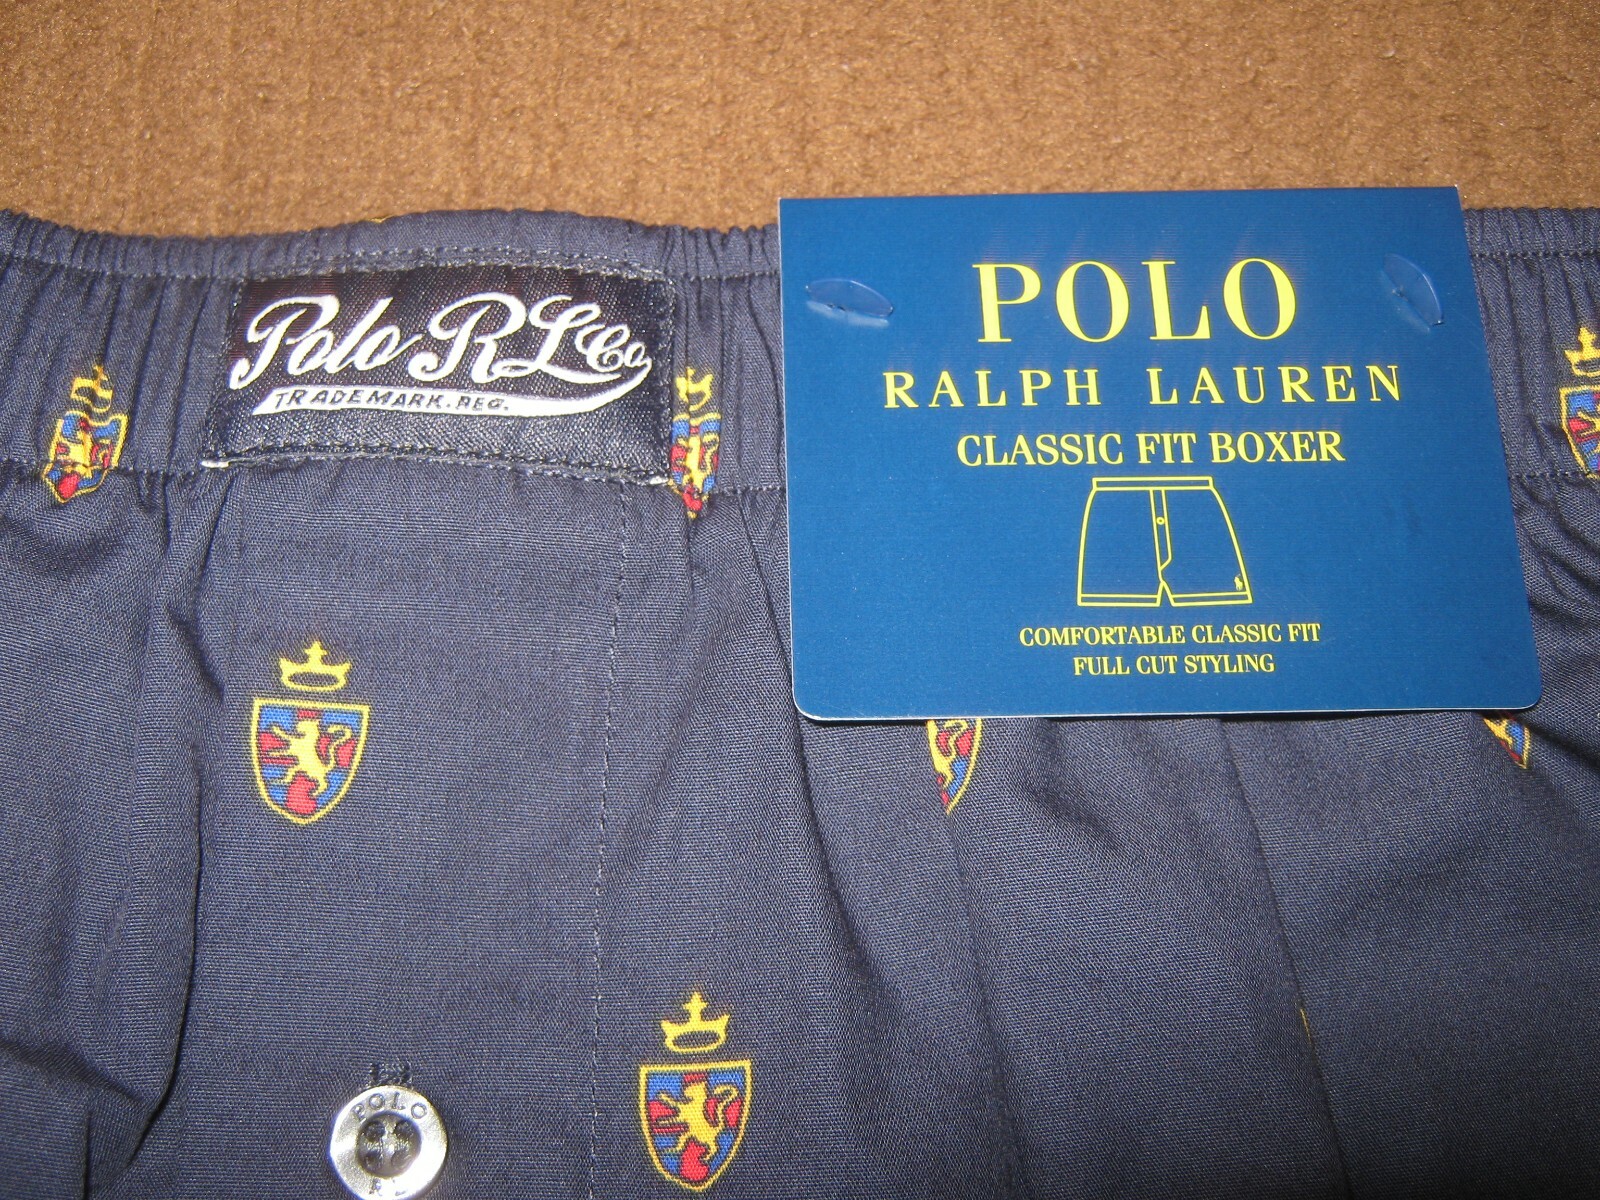 Polo RL Co.
TRADEMARK. REG.
POLO
RALPH LAUREN
CLASSIC FIT BOXER
COMFORTABLE CLASSIC FIT
FULL CUT STYLING
POLO
RL